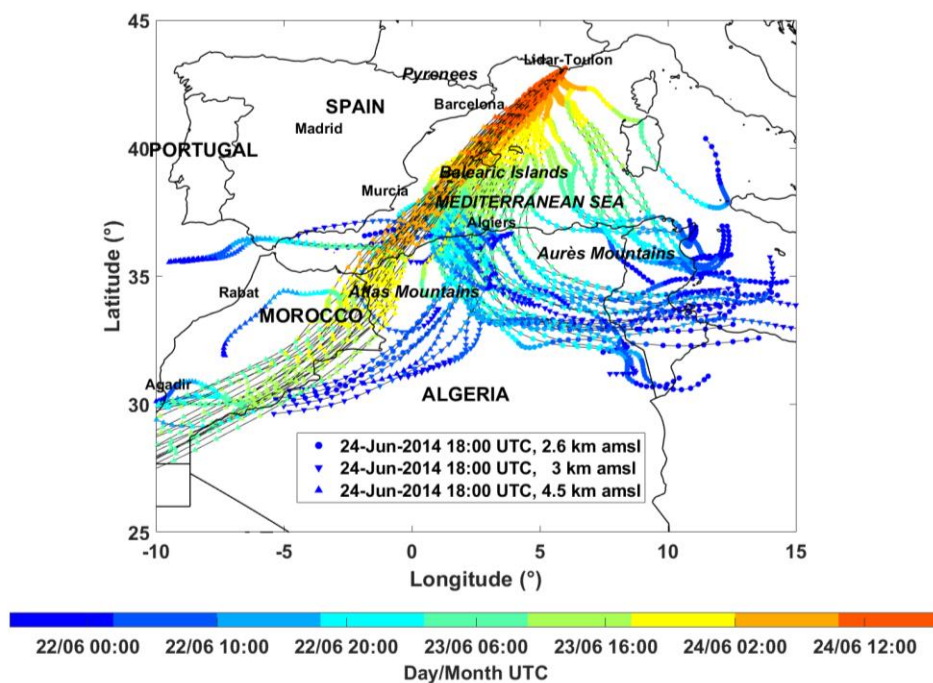 45
40
35
30
25
Latitude (°)
Lidar-Toulon
Pyrenees
SPAIN
Barcelona
Madrid
PORTUGAL
Balearic Islands
Murcia
MEDITERRANEAN SEA
Algiers
Aurès Mountains
Rabat
Atlas Mountains
MOROCCO
Agadir
ALGERIA
24-Jun-2014 18:00 UTC, 2.6 km amsl
24-Jun-2014 18:00 UTC, 3 km amsl
24-Jun-2014 18:00 UTC, 4.5 km amsl
-10 -5 0 5 10 15
Longitude (°)
22/06 00:00 22/06 10:00 22/06 20:00 23/06 06:00 23/06 16:00 24/06 02:00 24/06 12:00
Day/Month UTC